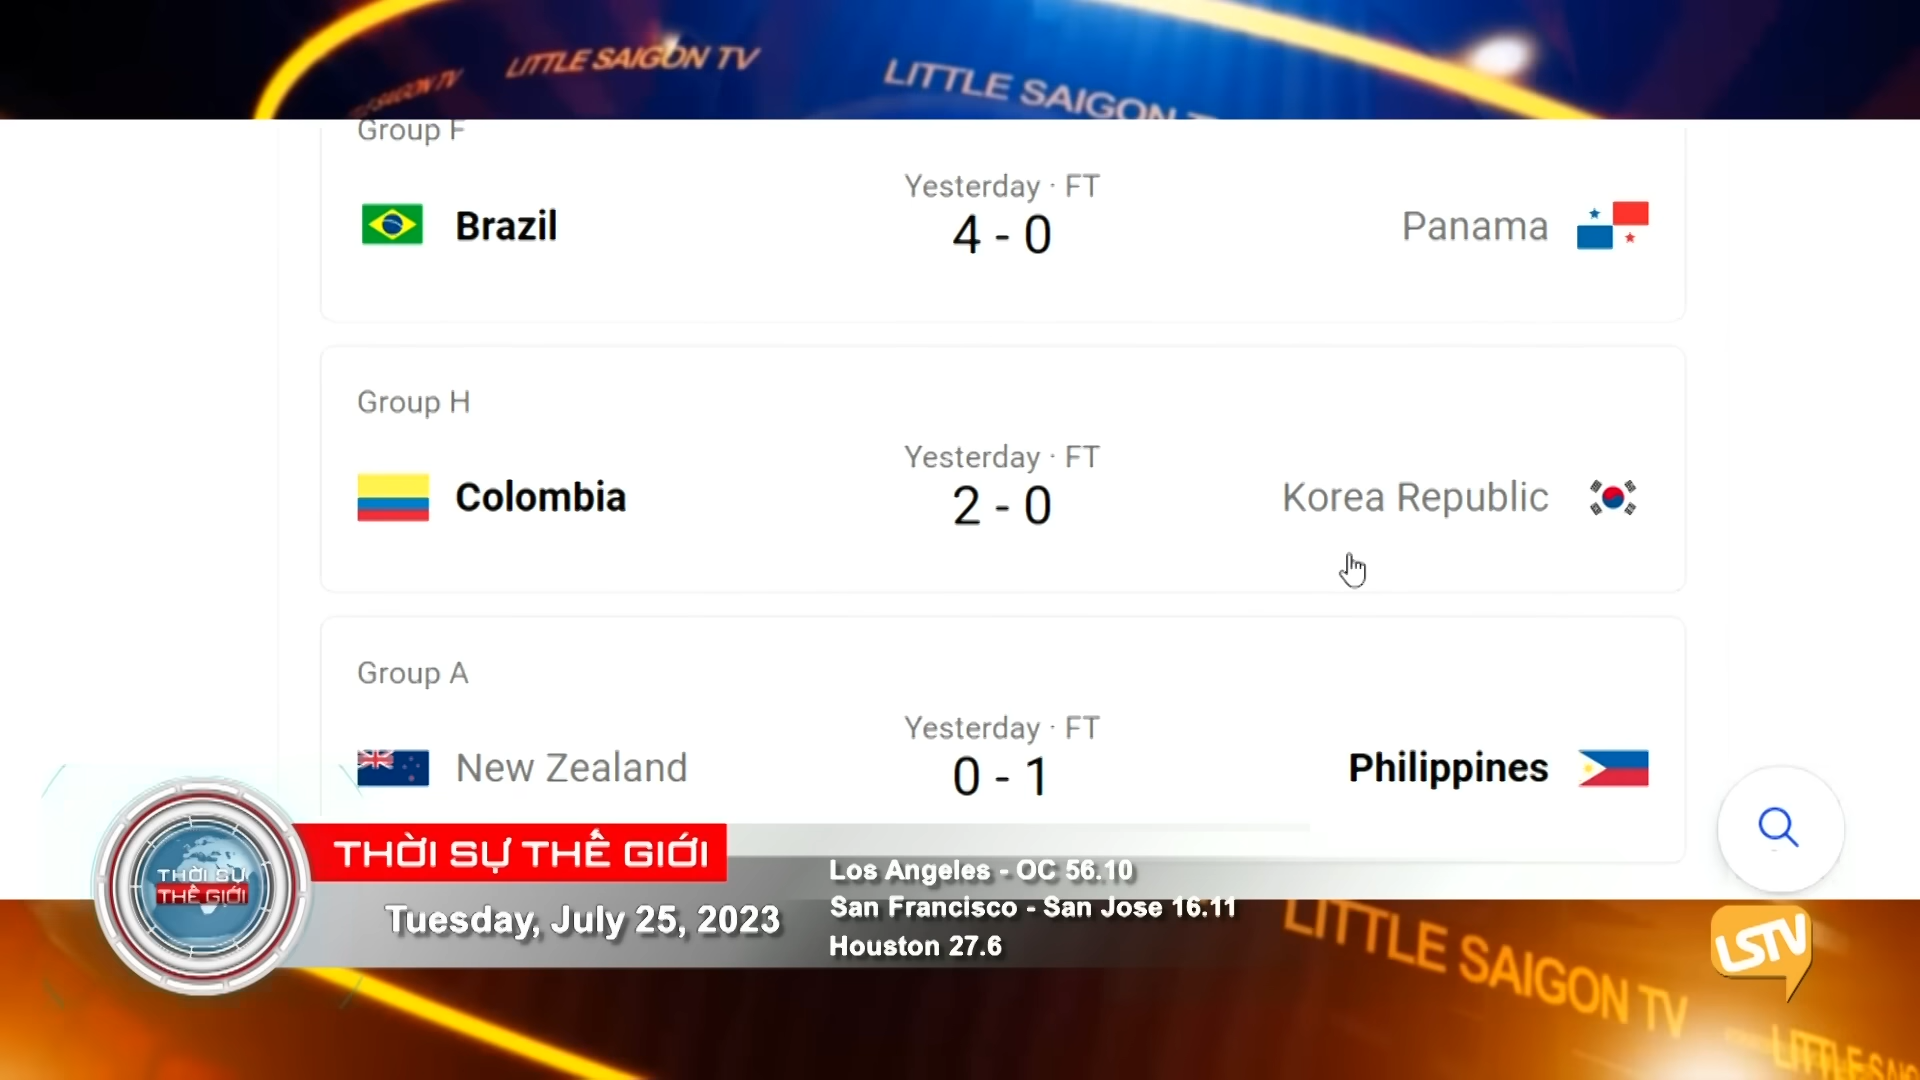 LITTLE SAIGON TV
LITTLE SAIGON T
Group F
Yesterday · FT
Brazil
4 - 0
Panama
Group H
Yesterday · FT
Colombia
2 - 0
Korea Republic
Group A
Yesterday · FT
New Zealand
0 - 1
Philippines
THỜI SỰ THẾ GIỚI
THỜI SỰ
THẾ GIỚI
Tuesday, July 25, 2023
Los Angeles - OC 56.10
San Francisco - San Jose 16.11
Houston 27.6
LITTLE SAIGON TV
LSTV
LITTLE SAIGO